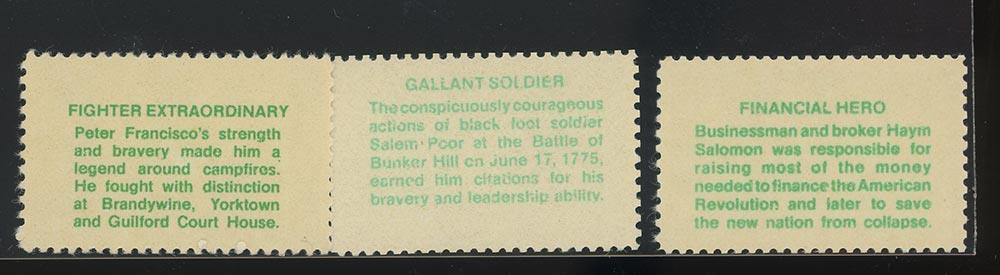 FIGHTER EXTRAORDINARY
Peter Francisco's strength
and bravery made him a
legend around campfires.
He fought with distinction
at Brandywine, Yorktown
and Guilford Court House.
GALLANT SOLDIER
The conspicuously courageous
actions of black foot soldier
Salem Poor at the Battle of
Bunker Hill on June 17, 1775,
earned him citations for his
bravery and leadership ability.
FINANCIAL HERO
Businessman and broker Haym
Salomon was responsible for
raising most of the money
needed to finance the American
Revolution and later to save
the new nation from collapse.